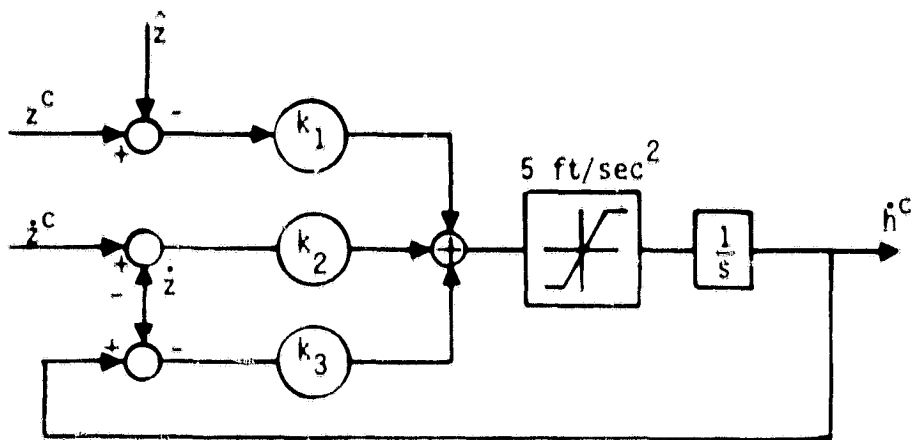 ẑ
z^c
-
+
k₁
5 ft/sec²
ż^c
+
-
ż
k₂
+
1/s
ḣ^c
+
-
k₃